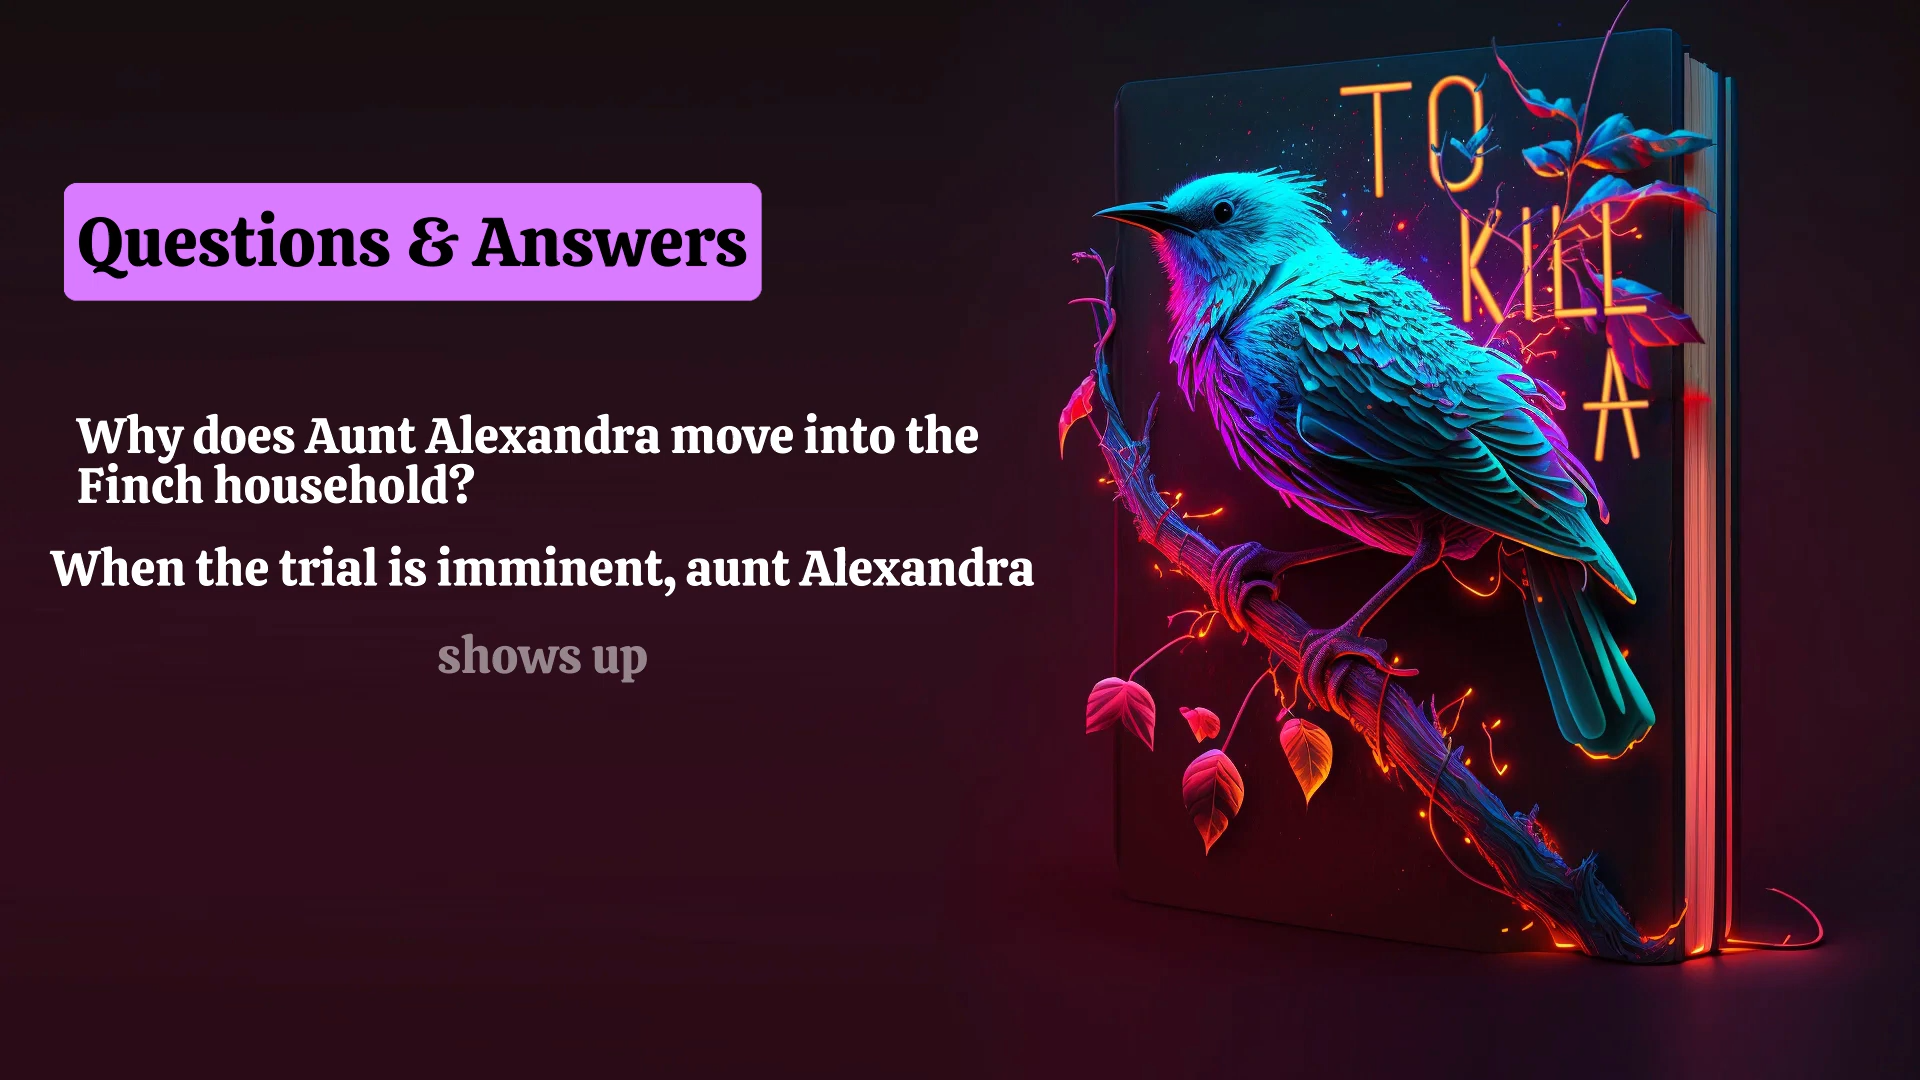 Questions & Answers
Why does Aunt Alexandra move into the
Finch household?
When the trial is imminent, aunt Alexandra
shows up
TO
KILL
A